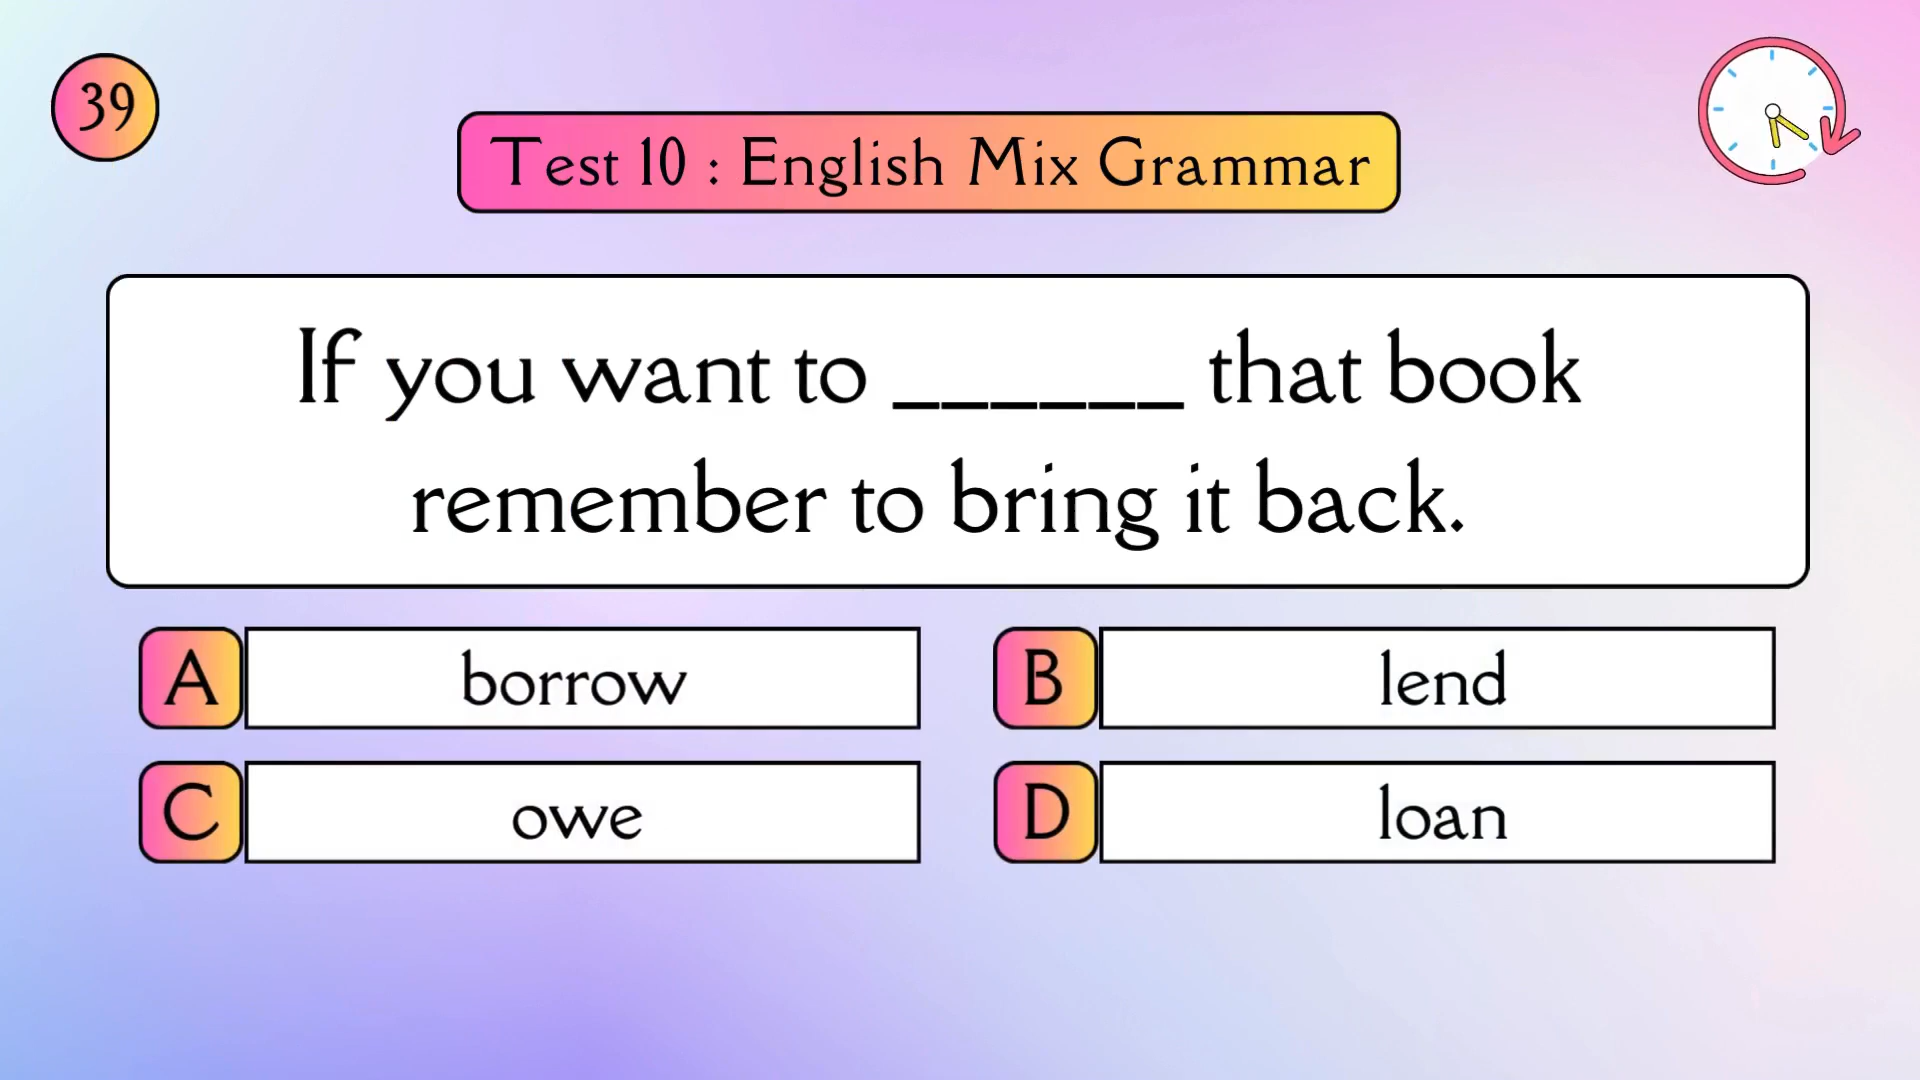 39
Test 10 : English Mix Grammar
If you want to ______ that book
remember to bring it back.
A borrow
B lend
C owe
D loan